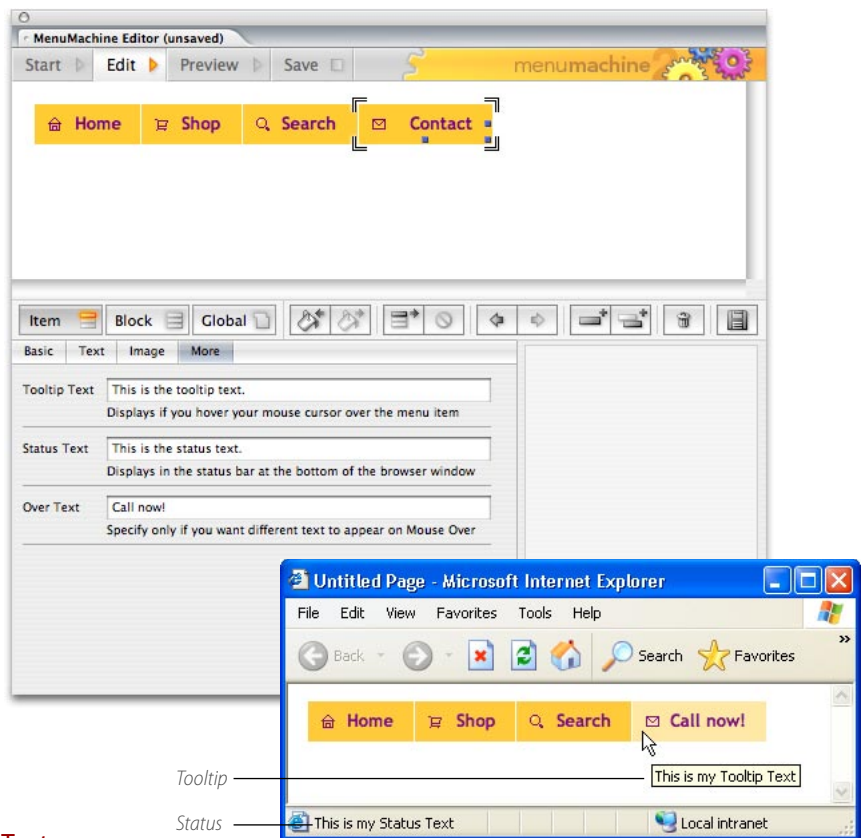 MenuMachine Editor (unsaved)
Start Edit Preview Save menumachine 2
Home Shop Search Contact
Item Block Global
Basic Text Image More
Tooltip Text This is the tooltip text.
Displays if you hover your mouse cursor over the menu item
Status Text This is the status text.
Displays in the status bar at the bottom of the browser window
Over Text Call now!
Specify only if you want different text to appear on Mouse Over
Untitled Page - Microsoft Internet Explorer
File Edit View Favorites Tools Help
Back Search Favorites »
Home Shop Search Call now!
Tooltip This is my Tooltip Text
Status This is my Status Text Local intranet